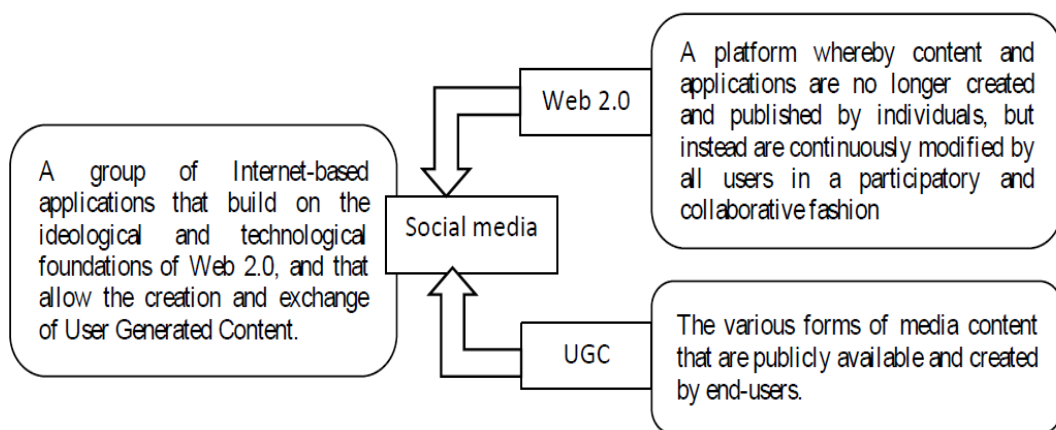 A group of Internet-based
applications that build on the
ideological and technological
foundations of Web 2.0, and that
allow the creation and exchange
of User Generated Content.
Social media
Web 2.0
A platform whereby content and
applications are no longer created
and published by individuals, but
instead are continuously modified by
all users in a participatory and
collaborative fashion
UGC
The various forms of media content
that are publicly available and created
by end-users.